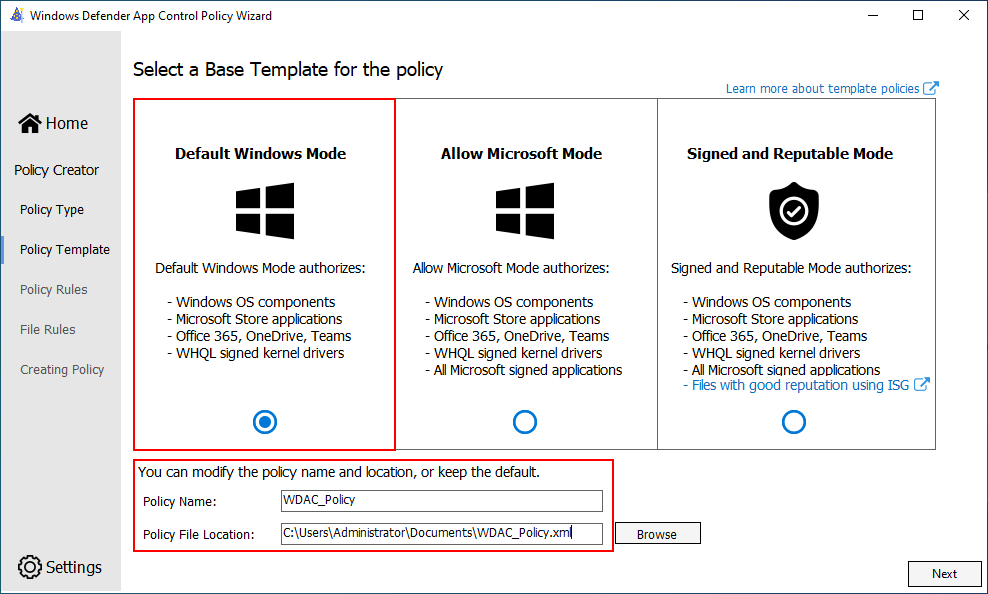 Windows Defender App Control Policy Wizard
Home
Policy Creator
Policy Type
Policy Template
Policy Rules
File Rules
Creating Policy
Settings
Select a Base Template for the policy
Learn more about template policies
Default Windows Mode
Default Windows Mode authorizes:
- Windows OS components
- Microsoft Store applications
- Office 365, OneDrive, Teams
- WHQL signed kernel drivers
Allow Microsoft Mode
Allow Microsoft Mode authorizes:
- Windows OS components
- Microsoft Store applications
- Office 365, OneDrive, Teams
- WHQL signed kernel drivers
- All Microsoft signed applications
Signed and Reputable Mode
Signed and Reputable Mode authorizes:
- Windows OS components
- Microsoft Store applications
- Office 365, OneDrive, Teams
- WHQL signed kernel drivers
- All Microsoft signed applications
- Files with good reputation using ISG
You can modify the policy name and location, or keep the default.
Policy Name: WDAC_Policy
Policy File Location: C:\Users\Administrator\Documents\WDAC_Policy.xml
Browse
Next